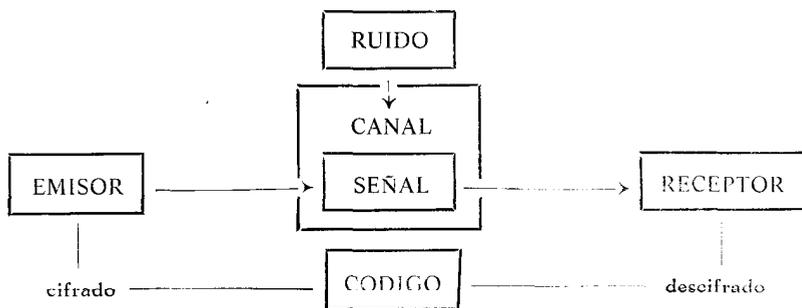 RUIDO
CANAL
EMISOR
SEÑAL
RECEPTOR
cifrado
CODIGO
descifrado